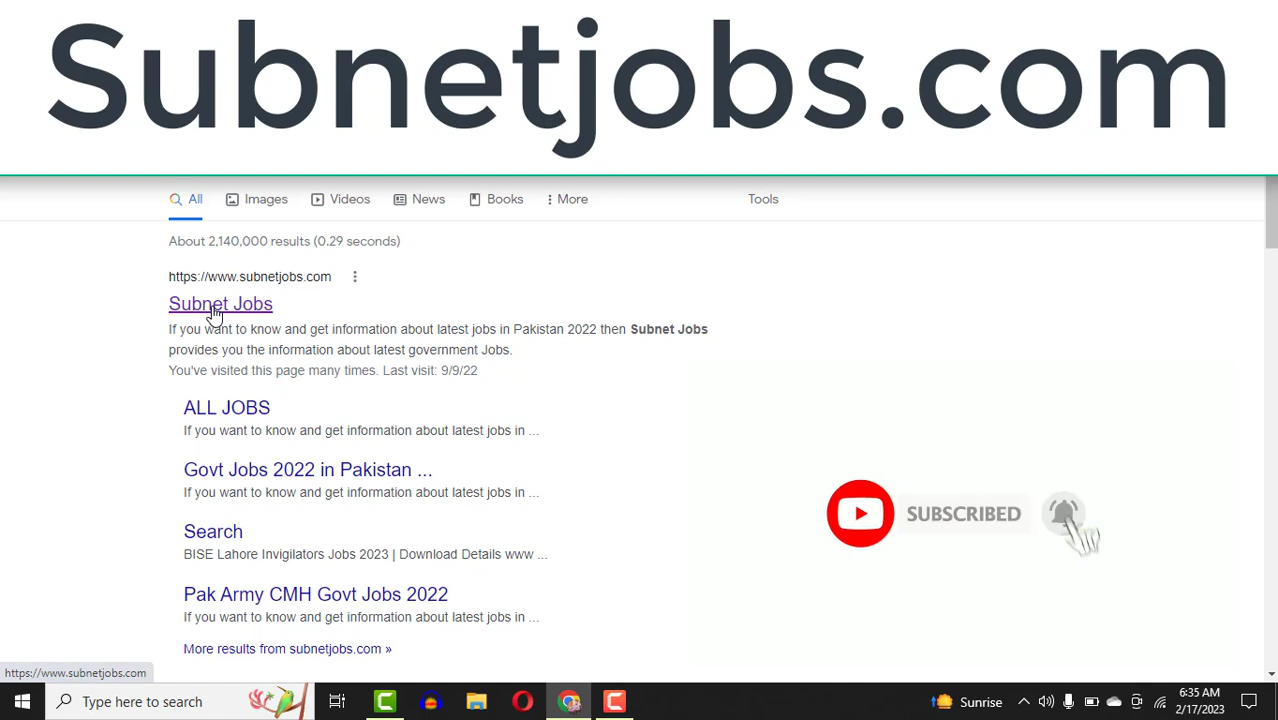 Subnetjobs.com
All Images Videos News Books More Tools
About 2,140,000 results (0.29 seconds)
https://www.subnetjobs.com
Subnet Jobs
If you want to know and get information about latest jobs in Pakistan 2022 then Subnet Jobs
provides you the information about latest government Jobs.
You've visited this page many times. Last visit: 9/9/22
ALL JOBS
If you want to know and get information about latest jobs in ...
Govt Jobs 2022 in Pakistan ...
If you want to know and get information about latest jobs in ...
Search
BISE Lahore Invigilators Jobs 2023 | Download Details www ...
Pak Army CMH Govt Jobs 2022
If you want to know and get information about latest jobs in ...
More results from subnetjobs.com »
SUBSCRIBED
https://www.subnetjobs.com
Type here to search
Sunrise
6:35 AM
2/17/2023